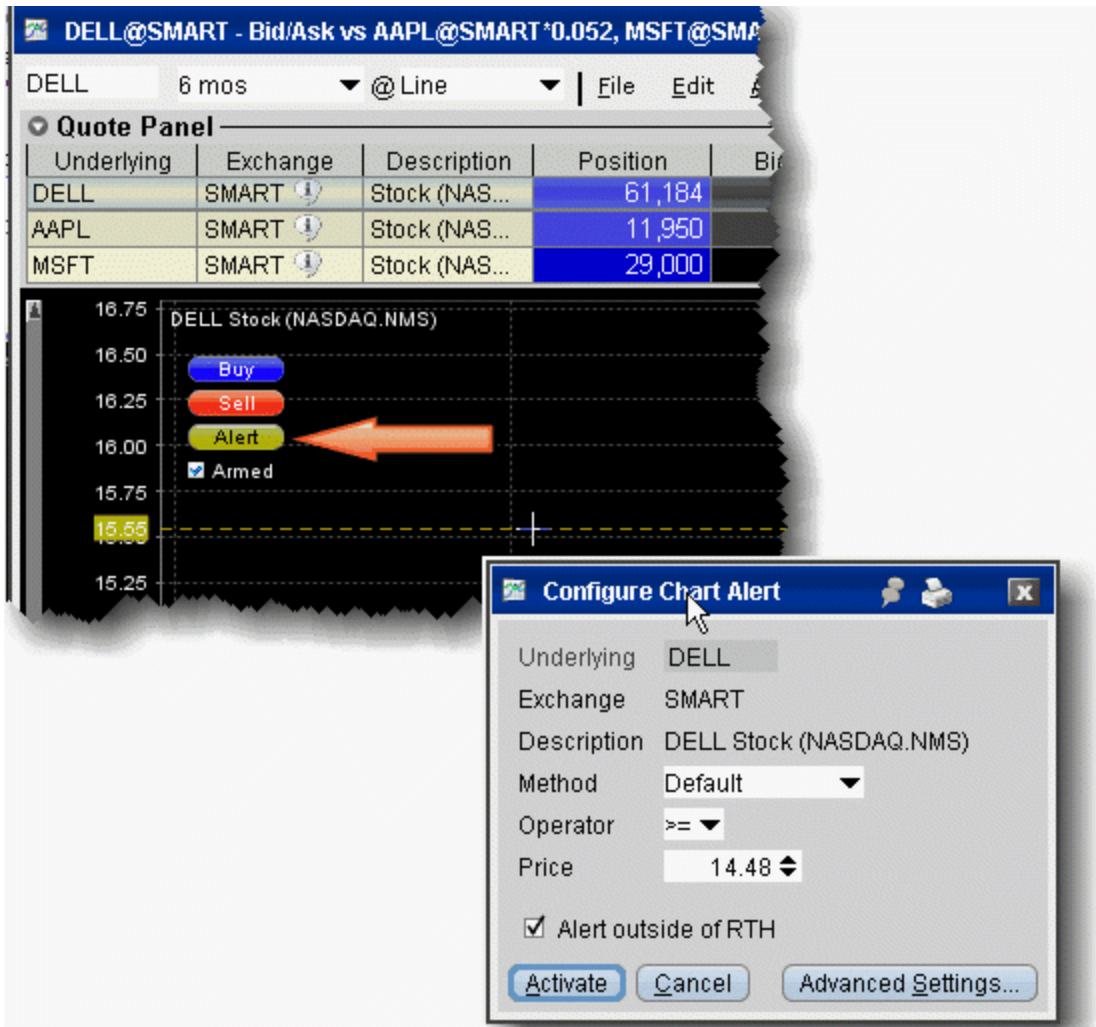 DELL@SMART - Bid/Ask vs AAPL@SMART*0.052, MSFT@SMA
DELL 6 mos @ Line File Edit
Quote Panel
Underlying Exchange Description Position
DELL SMART Stock (NAS... 61,184
AAPL SMART Stock (NAS... 11,950
MSFT SMART Stock (NAS... 29,000
16.75
DELL Stock (NASDAQ.NMS)
16.50
Buy
16.25
Sell
Alert
16.00
Armed
15.75
15.55
15.25
Configure Chart Alert
Underlying DELL
Exchange SMART
Description DELL Stock (NASDAQ.NMS)
Method Default
Operator >=
Price 14.48
Alert outside of RTH
Activate Cancel Advanced Settings...